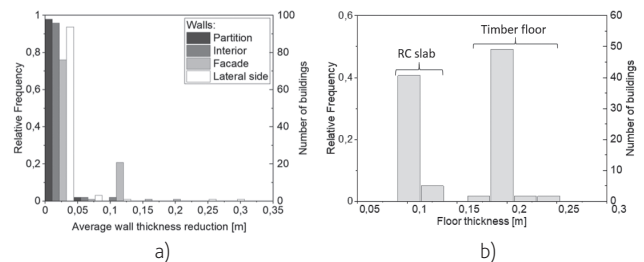 Walls:
Partition
Interior
Facade
Lateral side
Relative Frequency
1
0,8
0,6
0,4
0,2
0
100
80
60
40
20
0
Number of buildings
0 0,05 0,1 0,15 0,2 0,25 0,3 0,35
Average wall thickness reduction [m]
a)
RC slab
Timber floor
Relative Frequency
0,6
0,4
0,2
0
60
50
40
30
20
10
0
Number of buildings
0,05 0,1 0,15 0,2 0,25 0,3
Floor thickness [m]
b)